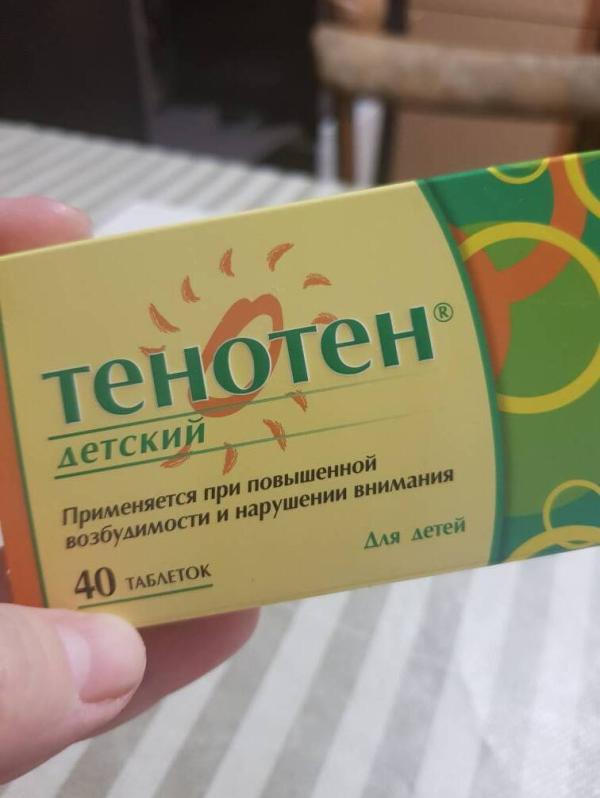 тенотен®
детский
Применяется при повышенной
возбудимости и нарушении внимания
Для детей
40 ТАБЛЕТОК